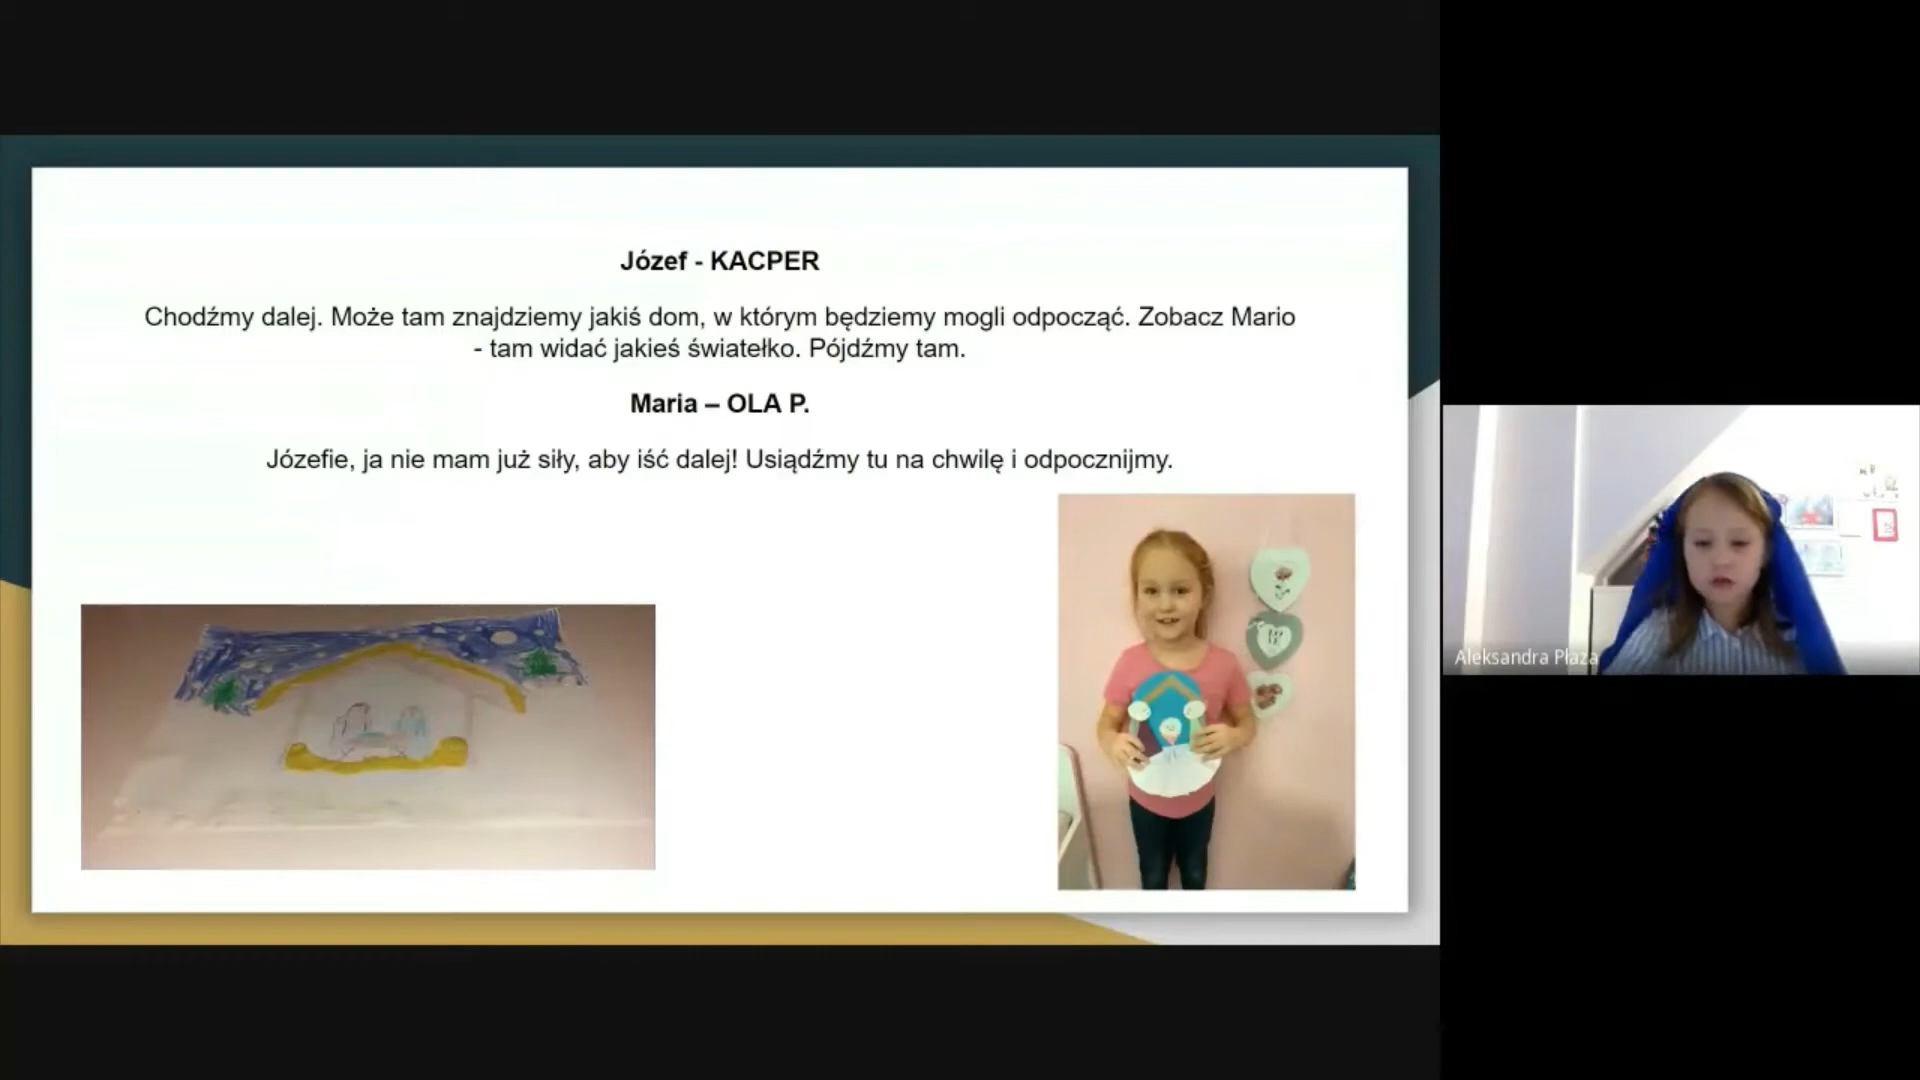 Józef - KACPER
Chodźmy dalej. Może tam znajdziemy jakiś dom, w którym będziemy mogli odpocząć. Zobacz Mario
- tam widać jakieś światełko. Pójdźmy tam.
Maria – OLA P.
Józefie, ja nie mam już siły, aby iść dalej! Usiądźmy tu na chwilę i odpocznijmy.
Aleksandra Płaza